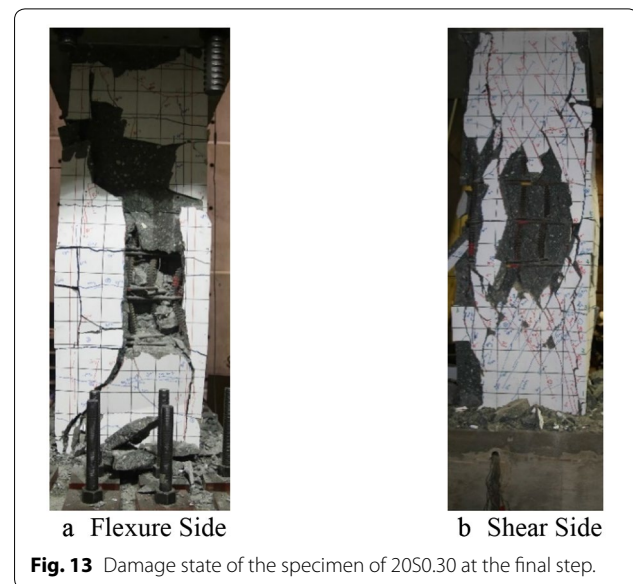 a Flexure Side
b Shear Side
Fig. 13 Damage state of the specimen of 20S0.30 at the final step.